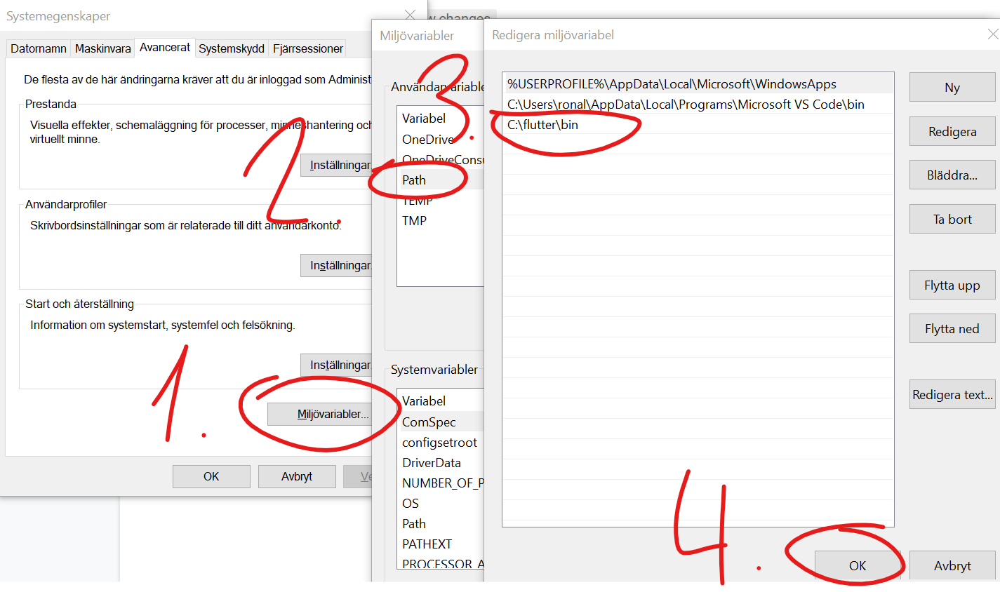 Systemegenskaper
Datornamn
Maskinvara
Avancerat
Systemskydd
Fjärrsessioner
De flesta av de här ändringarna kräver att du är inloggad som Administ
Prestanda
Visuella effekter, schemaläggning för processer, minneshantering och
virtuellt minne.
Inställningar
Användarprofiler
Skrivbordsinställningar som är relaterade till ditt användarkonto.
Inställningar
Start och återställning
Information om systemstart, systemfel och felsökning.
Inställningar
Miljövariabler...
OK
Avbryt
Ve
1.
2.
w changes
Miljövariabler
3.
Variabel
OneDrive
OneDriveConsu
Path
TEMP
TMP
Systemvariabler
Variabel
ComSpec
configsetroot
DriverData
NUMBER_OF_P
OS
Path
PATHEXT
PROCESSOR_A
Redigera miljövariabel
%USERPROFILE%\AppData\Local\Microsoft\WindowsApps
C:\Users\ronal\AppData\Local\Programs\Microsoft VS Code\bin
C:\flutter\bin
Ny
Redigera
Bläddra...
Ta bort
Flytta upp
Flytta ned
Redigera text...
4.
OK
Avbryt